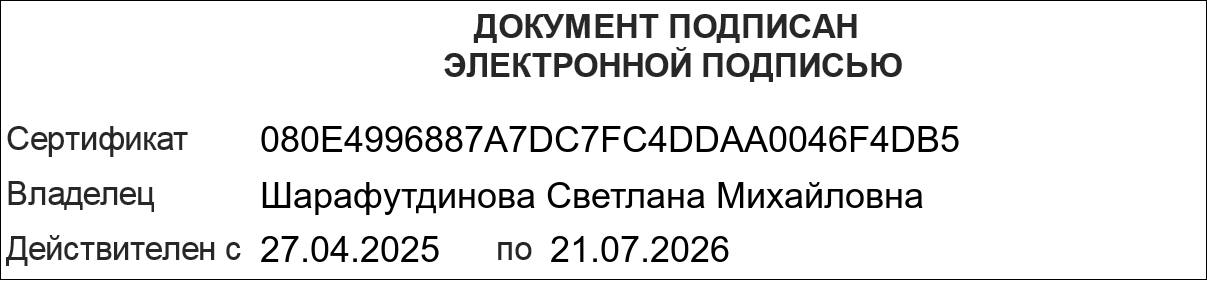 ДОКУМЕНТ ПОДПИСАН
ЭЛЕКТРОННОЙ ПОДПИСЬЮ
Сертификат 080E4996887A7DC7FC4DDAA0046F4DB5
Владелец Шарафутдинова Светлана Михайловна
Действителен с 27.04.2025 по 21.07.2026